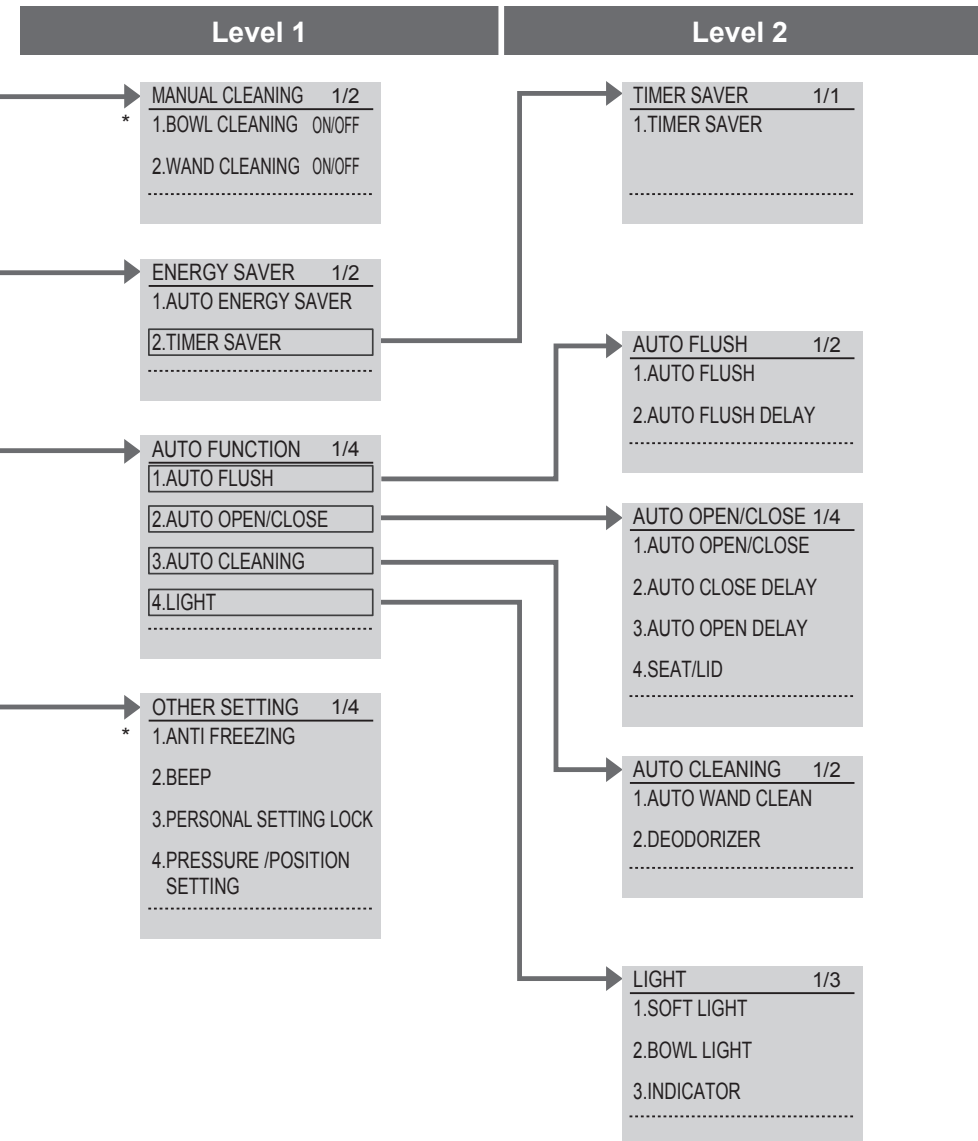 Level 1
Level 2
MANUAL CLEANING 1/2
*
1.BOWL CLEANING ON/OFF
2.WAND CLEANING ON/OFF
ENERGY SAVER 1/2
1.AUTO ENERGY SAVER
2.TIMER SAVER
AUTO FUNCTION 1/4
1.AUTO FLUSH
2.AUTO OPEN/CLOSE
3.AUTO CLEANING
4.LIGHT
OTHER SETTING 1/4
*
1.ANTI FREEZING
2.BEEP
3.PERSONAL SETTING LOCK
4.PRESSURE /POSITION
SETTING
TIMER SAVER 1/1
1.TIMER SAVER
AUTO FLUSH 1/2
1.AUTO FLUSH
2.AUTO FLUSH DELAY
AUTO OPEN/CLOSE 1/4
1.AUTO OPEN/CLOSE
2.AUTO CLOSE DELAY
3.AUTO OPEN DELAY
4.SEAT/LID
AUTO CLEANING 1/2
1.AUTO WAND CLEAN
2.DEODORIZER
LIGHT 1/3
1.SOFT LIGHT
2.BOWL LIGHT
3.INDICATOR